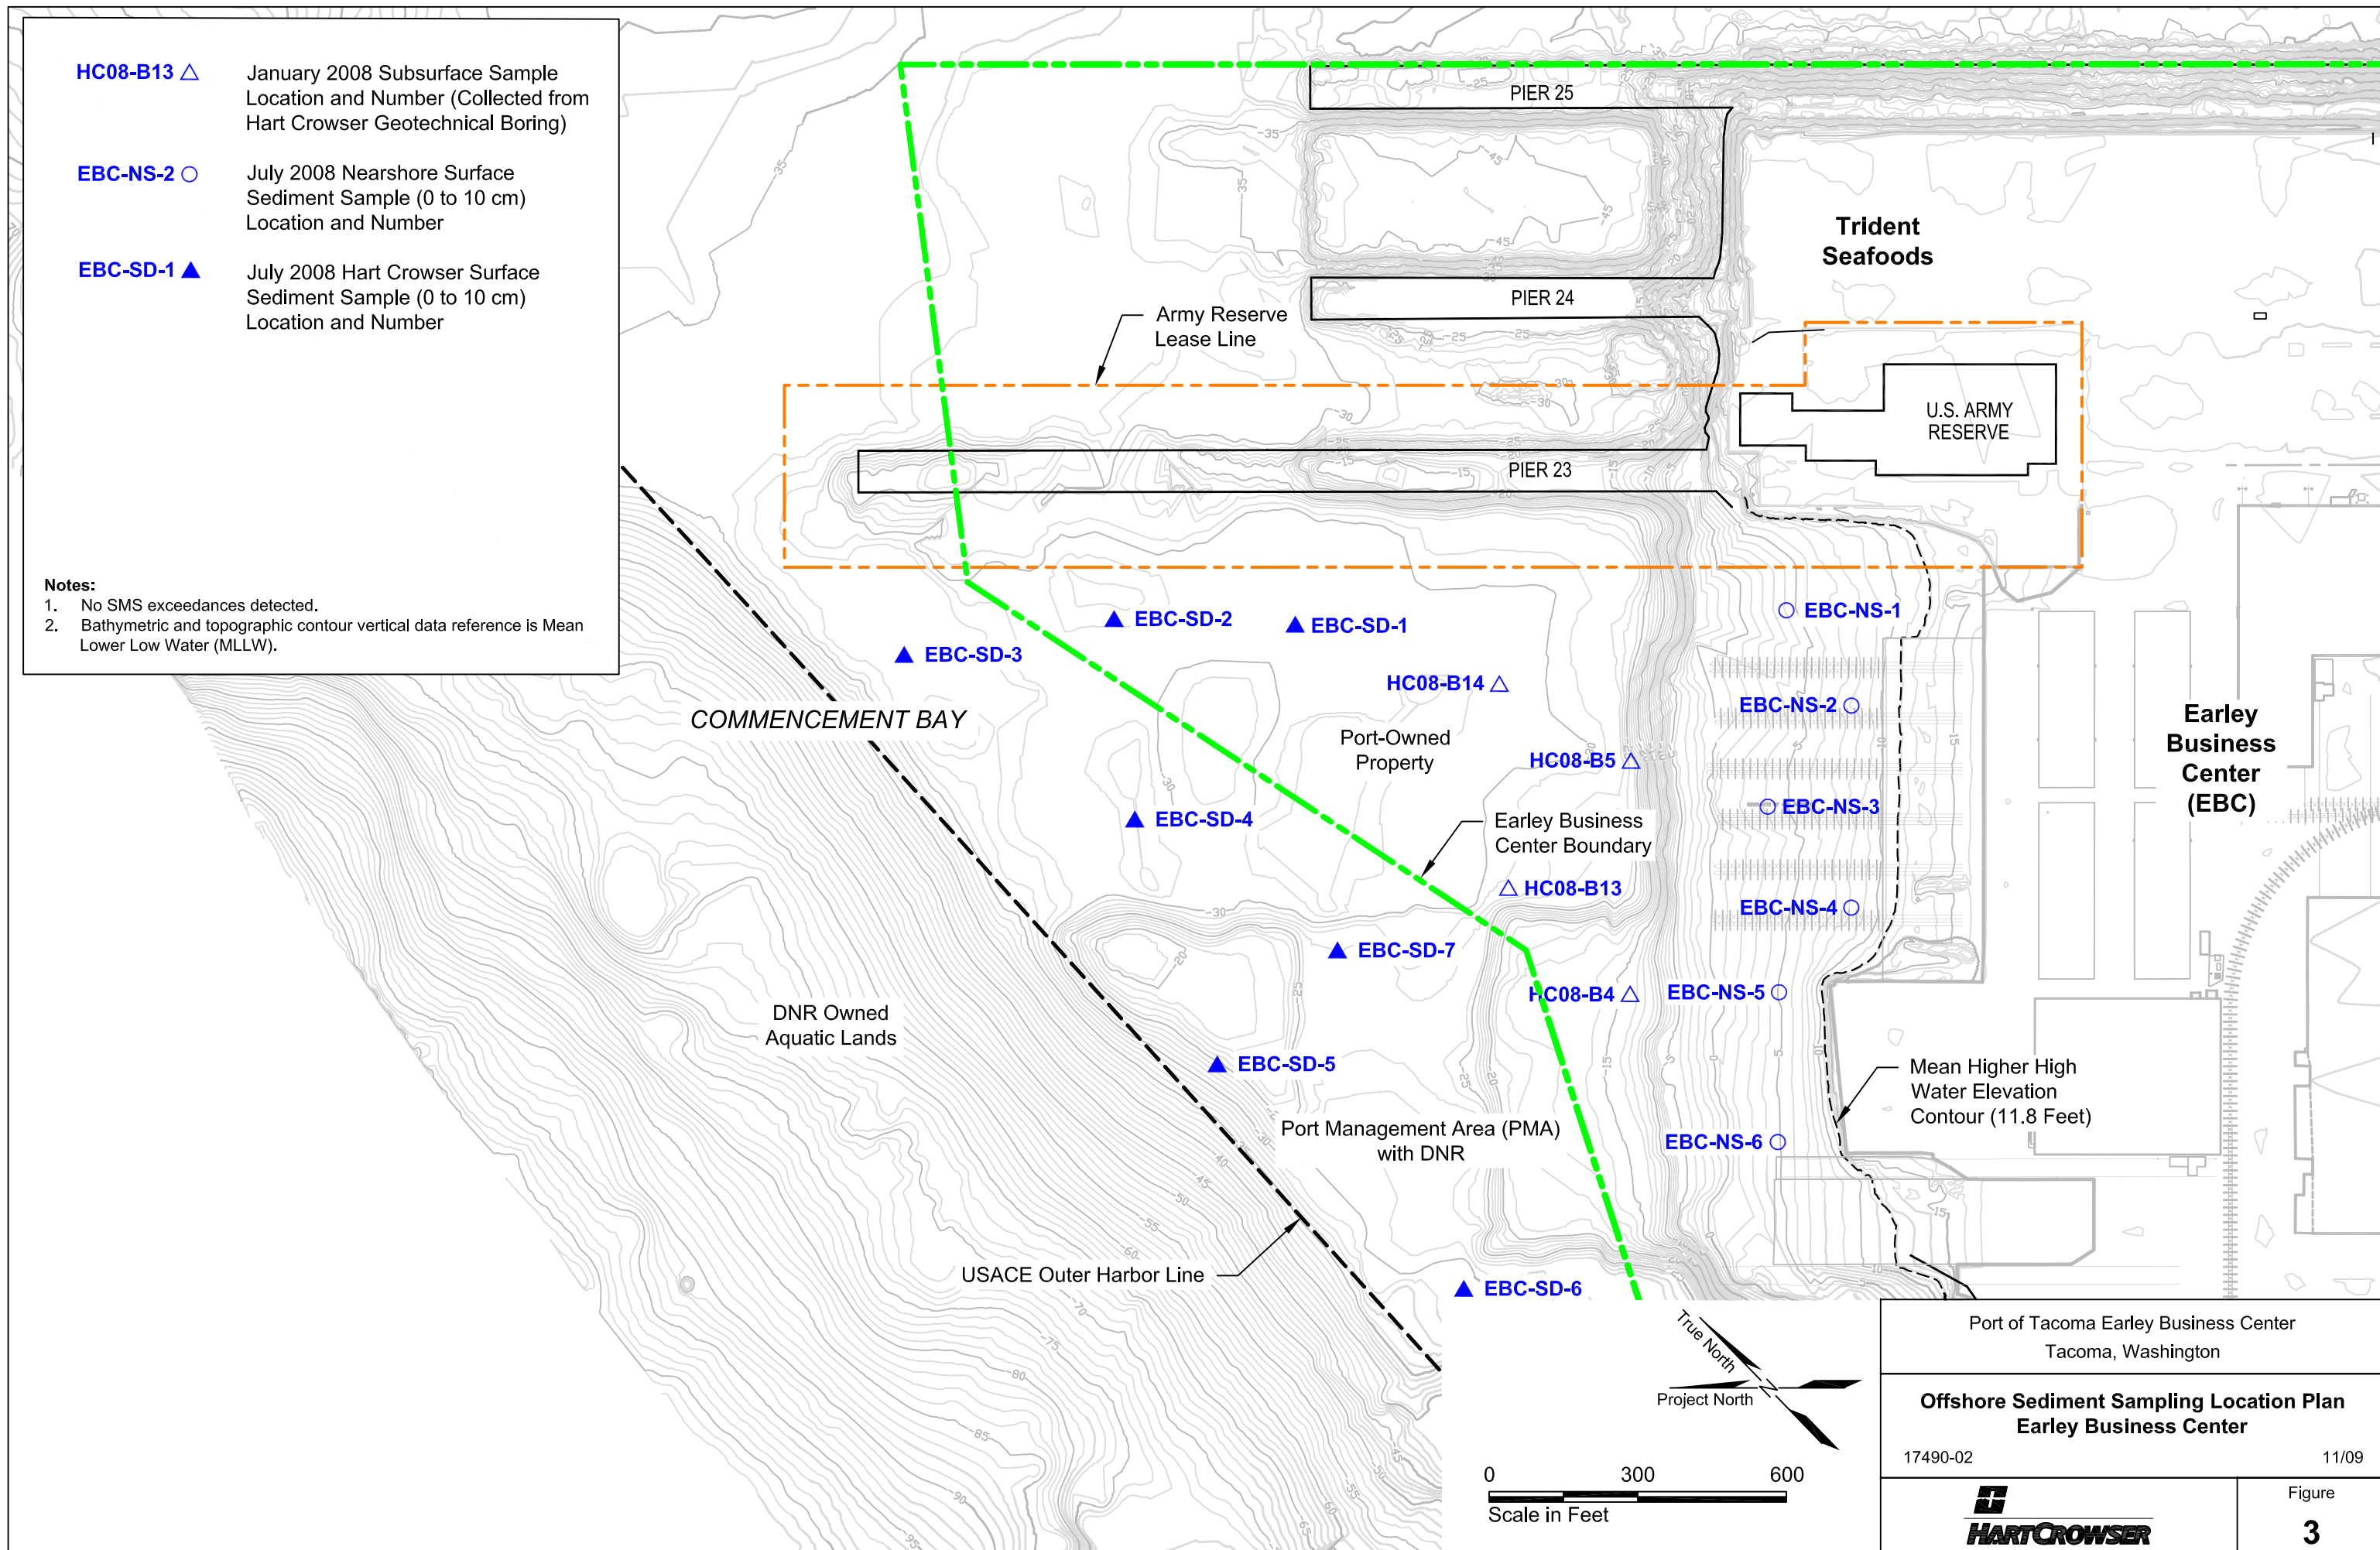 HC08-B13
January 2008 Subsurface Sample
Location and Number (Collected from
Hart Crowser Geotechnical Boring)
EBC-NS-2
July 2008 Nearshore Surface
Sediment Sample (0 to 10 cm)
Location and Number
EBC-SD-1
July 2008 Hart Crowser Surface
Sediment Sample (0 to 10 cm)
Location and Number
Notes:
1. No SMS exceedances detected.
2. Bathymetric and topographic contour vertical data reference is Mean
Lower Low Water (MLLW).
PIER 25
Trident
Seafoods
PIER 24
Army Reserve
Lease Line
U.S. ARMY
RESERVE
PIER 23
EBC-NS-1
EBC-SD-2
EBC-SD-1
EBC-SD-3
HC08-B14
EBC-NS-2
COMMENCEMENT BAY
Port-Owned
Property
Earley
Business
Center
(EBC)
HC08-B5
EBC-NS-3
EBC-SD-4
Earley Business
Center Boundary
HC08-B13
EBC-NS-4
EBC-SD-7
HC08-B4
EBC-NS-5
DNR Owned
Aquatic Lands
EBC-SD-5
Mean Higher High
Water Elevation
Contour (11.8 Feet)
Port Management Area (PMA)
with DNR
EBC-NS-6
USACE Outer Harbor Line
EBC-SD-6
True North
Project North
0 300 600
Scale in Feet
Port of Tacoma Earley Business Center
Tacoma, Washington
Offshore Sediment Sampling Location Plan
Earley Business Center
17490-02 11/09
HARTCROWSER
Figure
3